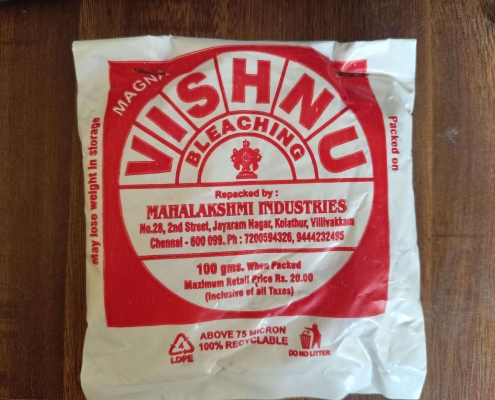 MAGNA
VISHNU
BLEACHING
Repacked by :
MAHALAKSHMI INDUSTRIES
No.28, 2nd Street, Jayaram Nagar, Kolathur, Villivakkam
Chennai - 600 099. Ph : 7200594326, 9444232495
100 gms. When Packed
Maximum Retail Price Rs. 20.00
(Inclusive of all Taxes)
may lose weight in storage
Packed on
ABOVE 75 MICRON
100% RECYCLABLE
4
LDPE
DO NO LITTER